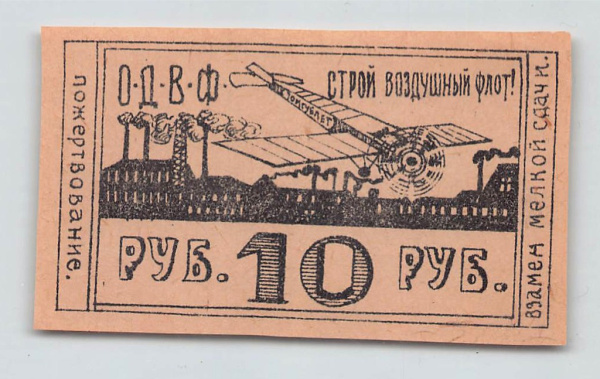 О·Д·В·Ф·
СТРОЙ ВОЗДУШНЫЙ ФЛОТ!
РУБ. 10 РУБ.
пожертвование.
взамен мелкой сдачи.